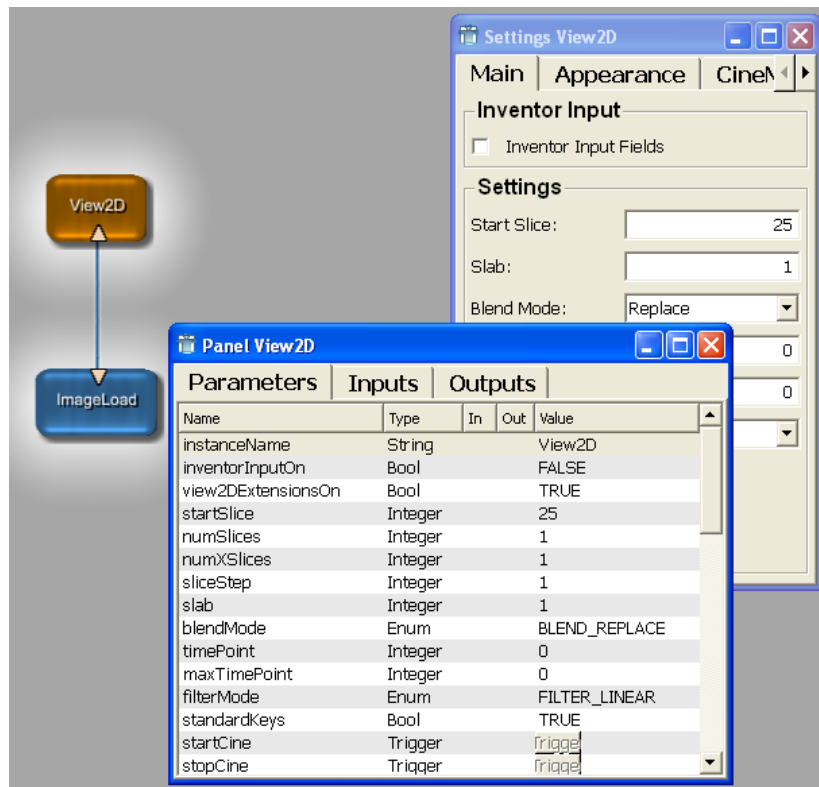 Settings View2D
Main Appearance CineM
Inventor Input
Inventor Input Fields
Settings
Start Slice: 25
Slab: 1
Blend Mode: Replace
0
0
View2D
ImageLoad
Panel View2D
Parameters Inputs Outputs
Name Type In Out Value
instanceName String View2D
inventorInputOn Bool FALSE
view2DExtensionsOn Bool TRUE
startSlice Integer 25
numSlices Integer 1
numXSlices Integer 1
sliceStep Integer 1
slab Integer 1
blendMode Enum BLEND_REPLACE
timePoint Integer 0
maxTimePoint Integer 0
filterMode Enum FILTER_LINEAR
standardKeys Bool TRUE
startCine Trigger Trigge
stopCine Trigger Trigge